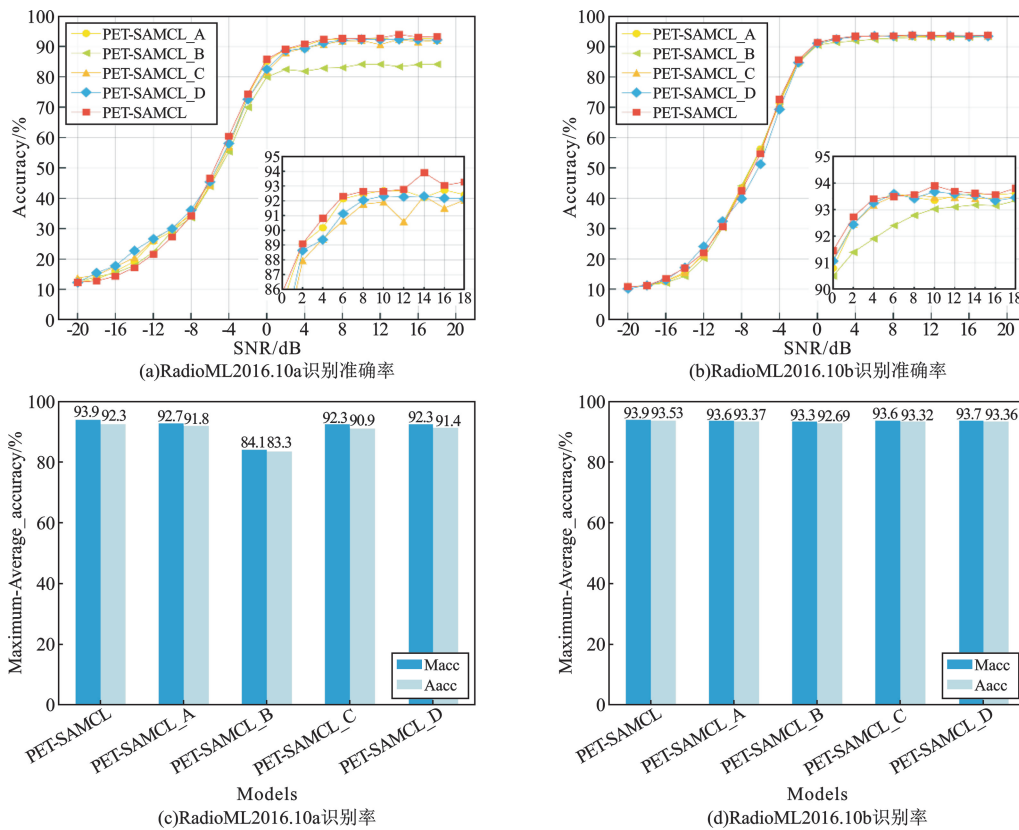 PET-SAMCL_A
PET-SAMCL_B
PET-SAMCL_C
PET-SAMCL_D
PET-SAMCL
Accuracy/%
100
90
80
70
60
50
40
30
20
10
0
95
94
93
92
91
90
89
88
87
86
0 2 4 6 8 10 12 14 16 18
-20 -16 -12 -8 -4 0 4 8 12 16 20
SNR/dB
(a)RadioML2016.10a识别准确率
PET-SAMCL_A
PET-SAMCL_B
PET-SAMCL_C
PET-SAMCL_D
PET-SAMCL
Accuracy/%
100
90
80
70
60
50
40
30
20
10
0
95
94
93
92
91
90
0 2 4 6 8 10 12 14 16 18
-20 -16 -12 -8 -4 0 4 8 12 16 20
SNR/dB
(b)RadioML2016.10b识别准确率
Maximum-Average_accuracy/%
100
80
60
40
20
0
93.9 92.3 92.7 91.8 84.1 83.3 92.3 90.9 92.3 91.4
Macc
Aacc
PET-SAMCL PET-SAMCL_A PET-SAMCL_B PET-SAMCL_C PET-SAMCL_D
Models
(c)RadioML2016.10a识别率
Maximum-Average_accuracy/%
100
80
60
40
20
0
93.9 93.53 93.6 93.37 93.3 92.69 93.6 93.32 93.7 93.36
Macc
Aacc
PET-SAMCL PET-SAMCL_A PET-SAMCL_B PET-SAMCL_C PET-SAMCL_D
Models
(d)RadioML2016.10b识别率